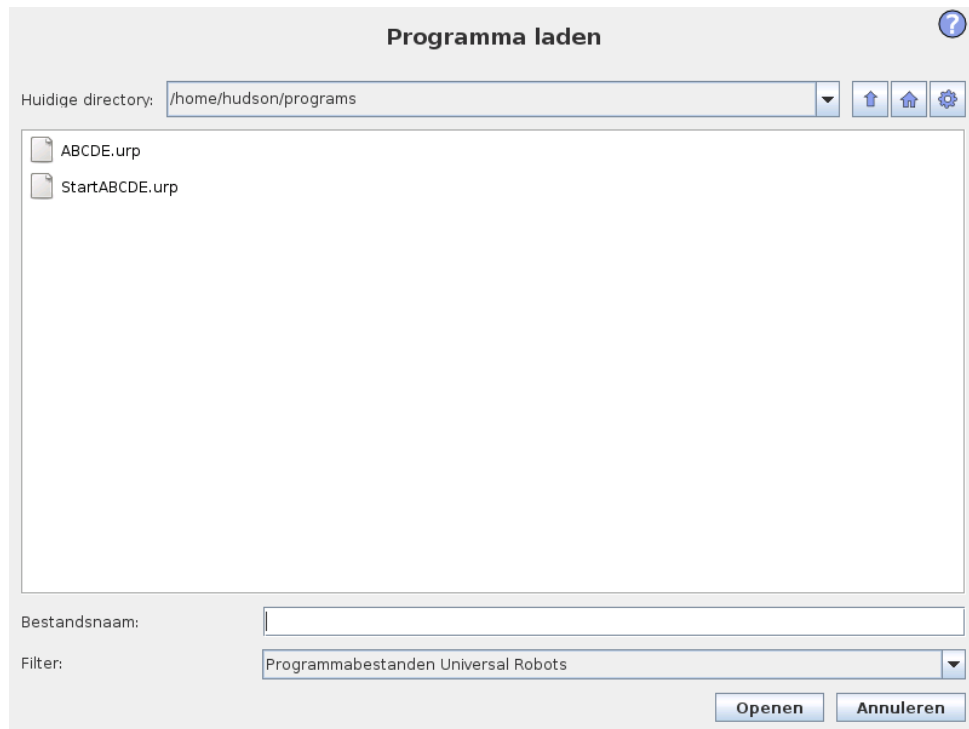 Programma laden
?
Huidige directory: /home/hudson/programs
ABCDE.urp
StartABCDE.urp
Bestandsnaam:
Filter: Programmabestanden Universal Robots
Openen Annuleren